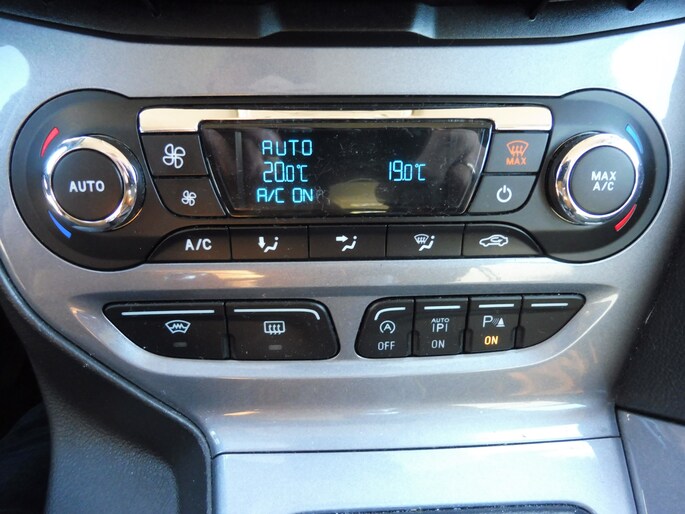 AUTO
20.0°C 19.0°C
A/C ON
MAX
AUTO
MAX
A/C
A/C
A
OFF
AUTO
P
ON
P
ON